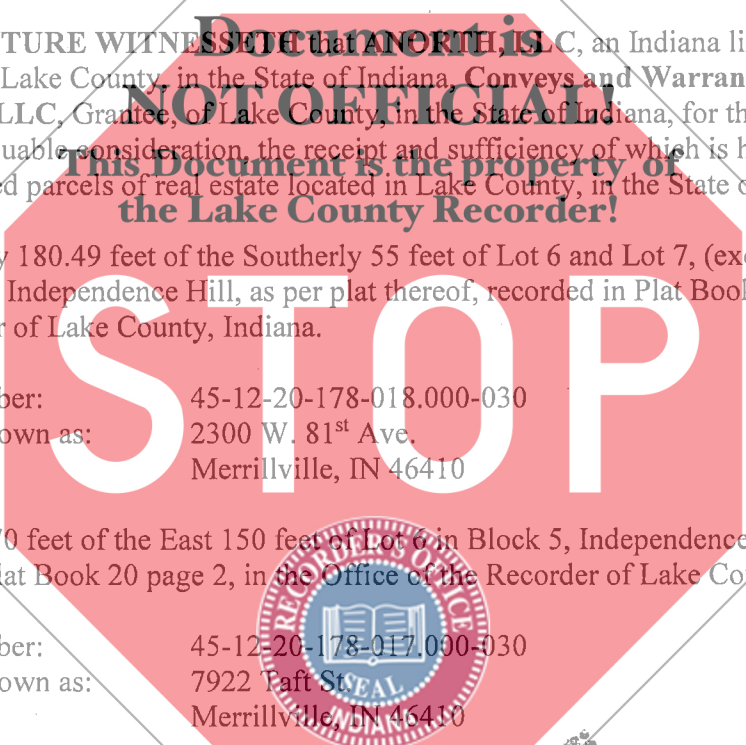 Document is
TURE WITNESSETH that ANORTH, LLC, an Indiana li
Lake County, in the State of Indiana, Conveys and Warran
NOT OFFICIAL!
LLC, Grantee, of Lake County, in the State of Indiana, for th
uable consideration, the receipt and sufficiency of which is h
This Document is the property of
ed parcels of real estate located in Lake County, in the State o
the Lake County Recorder!
y 180.49 feet of the Southerly 55 feet of Lot 6 and Lot 7, (exc
Independence Hill, as per plat thereof, recorded in Plat Book
r of Lake County, Indiana.
STOP
ber: 45-12-20-178-018.000-030
own as: 2300 W. 81st Ave.
Merrillville, IN 46410
70 feet of the East 150 feet of Lot 6 in Block 5, Independence
lat Book 20 page 2, in the Office of the Recorder of Lake Co
RECORDER'S OFFICE
ber: 45-12-20-178-017.000-030
own as: 7922 Taft St.
SEAL
Merrillville, IN 46410
INDIANA